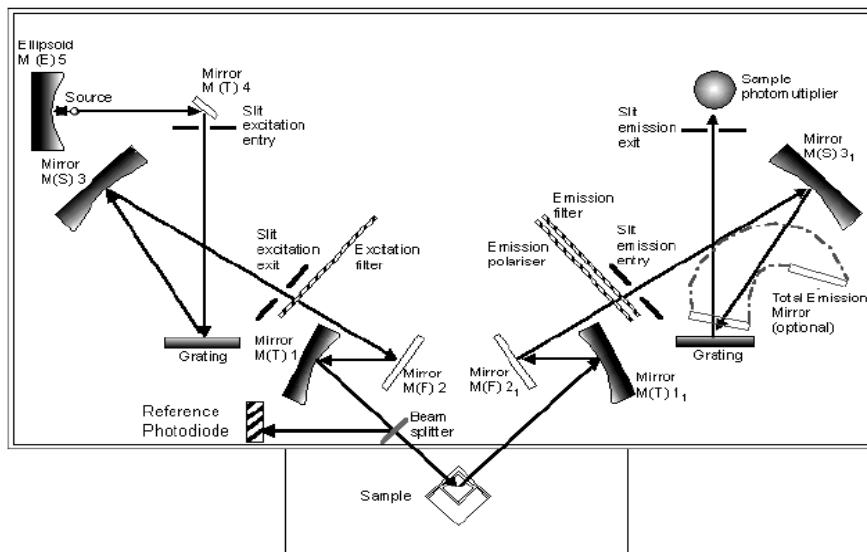 Ellipsoid
M (E) 5
Source
Mirror
M (T) 4
Slit
excitation
entry
Mirror
M(S) 3
Slit
excitation
exit
Excitation
filter
Grating
Mirror
M(T) 1
Mirror
M(F) 2
Reference
Photodiode
Beam
splitter
Sample
Emission
filter
Emission
polariser
Slit
emission
entry
Mirror
M(F) 2₁
Mirror
M(T) 1₁
Sample
photomultiplier
Slit
emission
exit
Mirror
M(S) 3₁
Total Emission
Mirror
(optional)
Grating